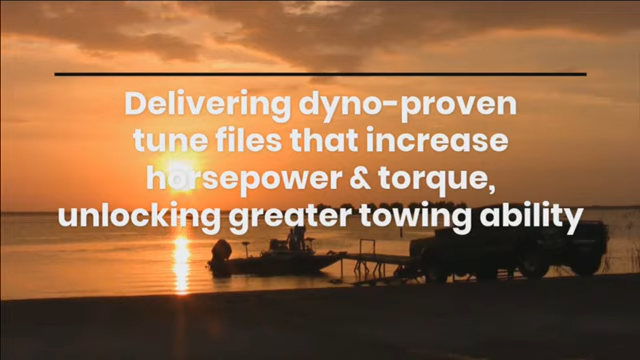 Delivering dyno-proven
tune files that increase
horsepower & torque,
unlocking greater towing ability